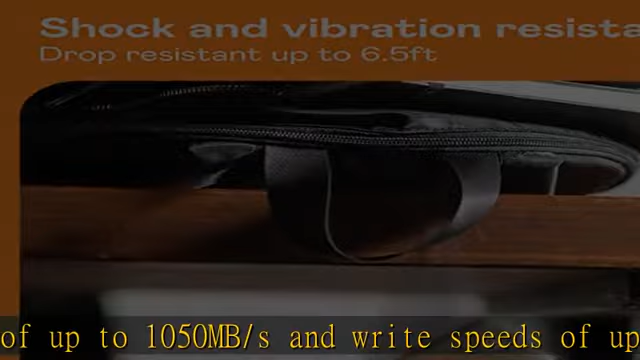 Shock and vibration resista
Drop resistant up to 6.5ft
of up to 1050MB/s and write speeds of up